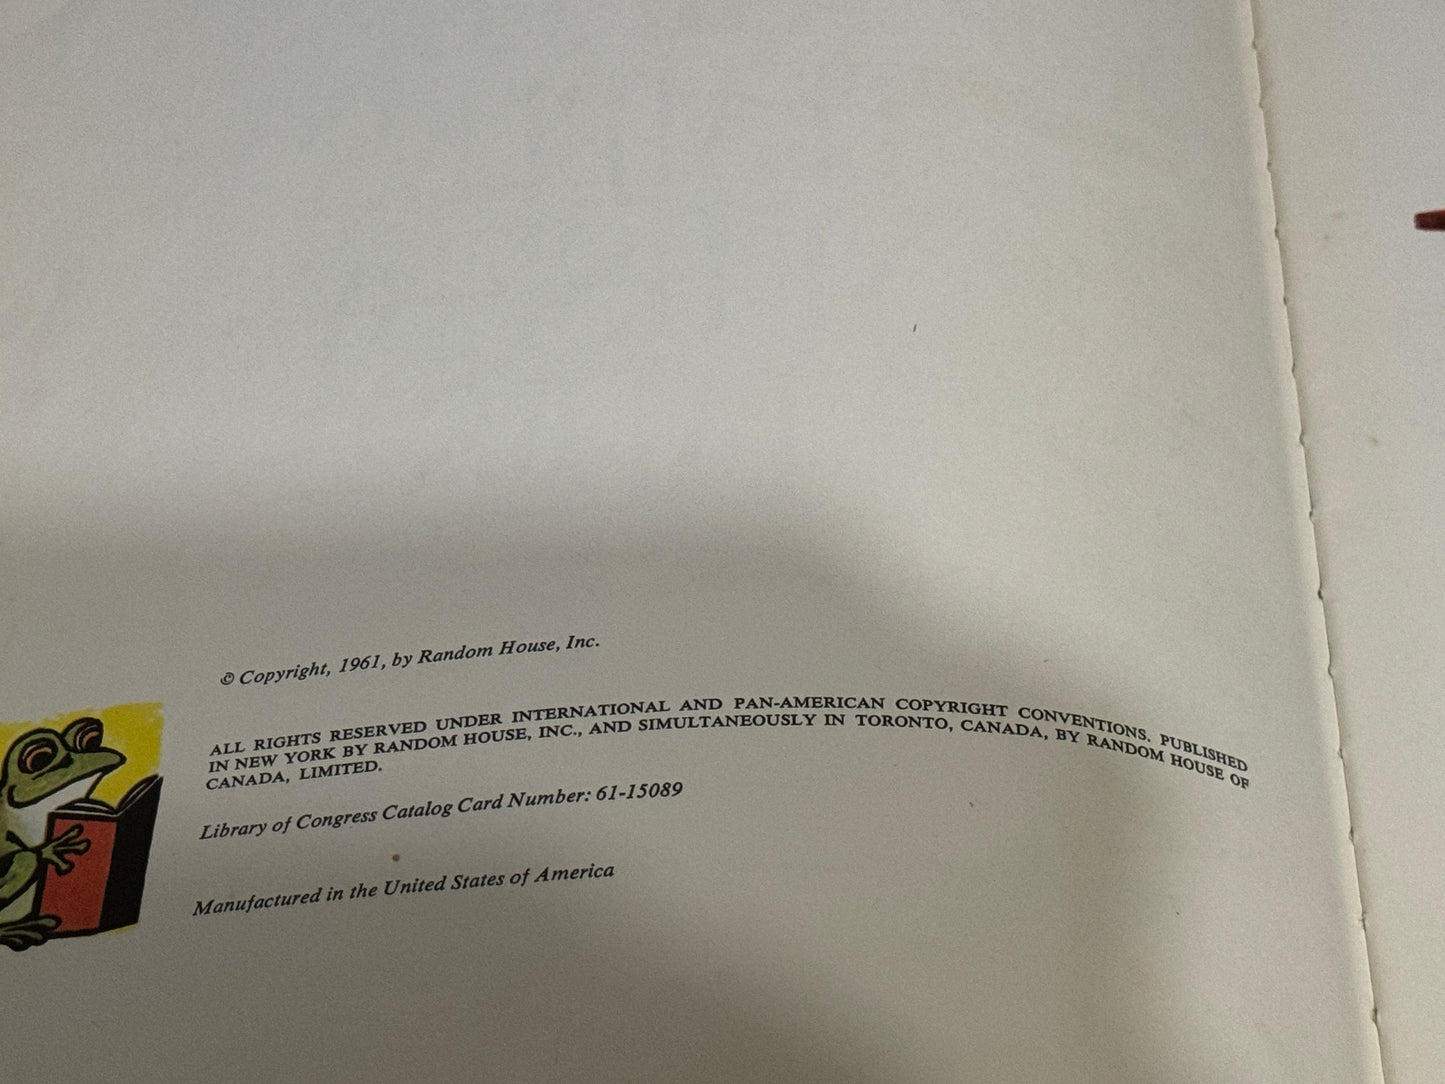 © Copyright, 1961, by Random House, Inc.
ALL RIGHTS RESERVED UNDER INTERNATIONAL AND PAN-AMERICAN COPYRIGHT CONVENTIONS. PUBLISHED
IN NEW YORK BY RANDOM HOUSE, INC., AND SIMULTANEOUSLY IN TORONTO, CANADA, BY RANDOM HOUSE OF
CANADA, LIMITED.
Library of Congress Catalog Card Number: 61-15089
Manufactured in the United States of America